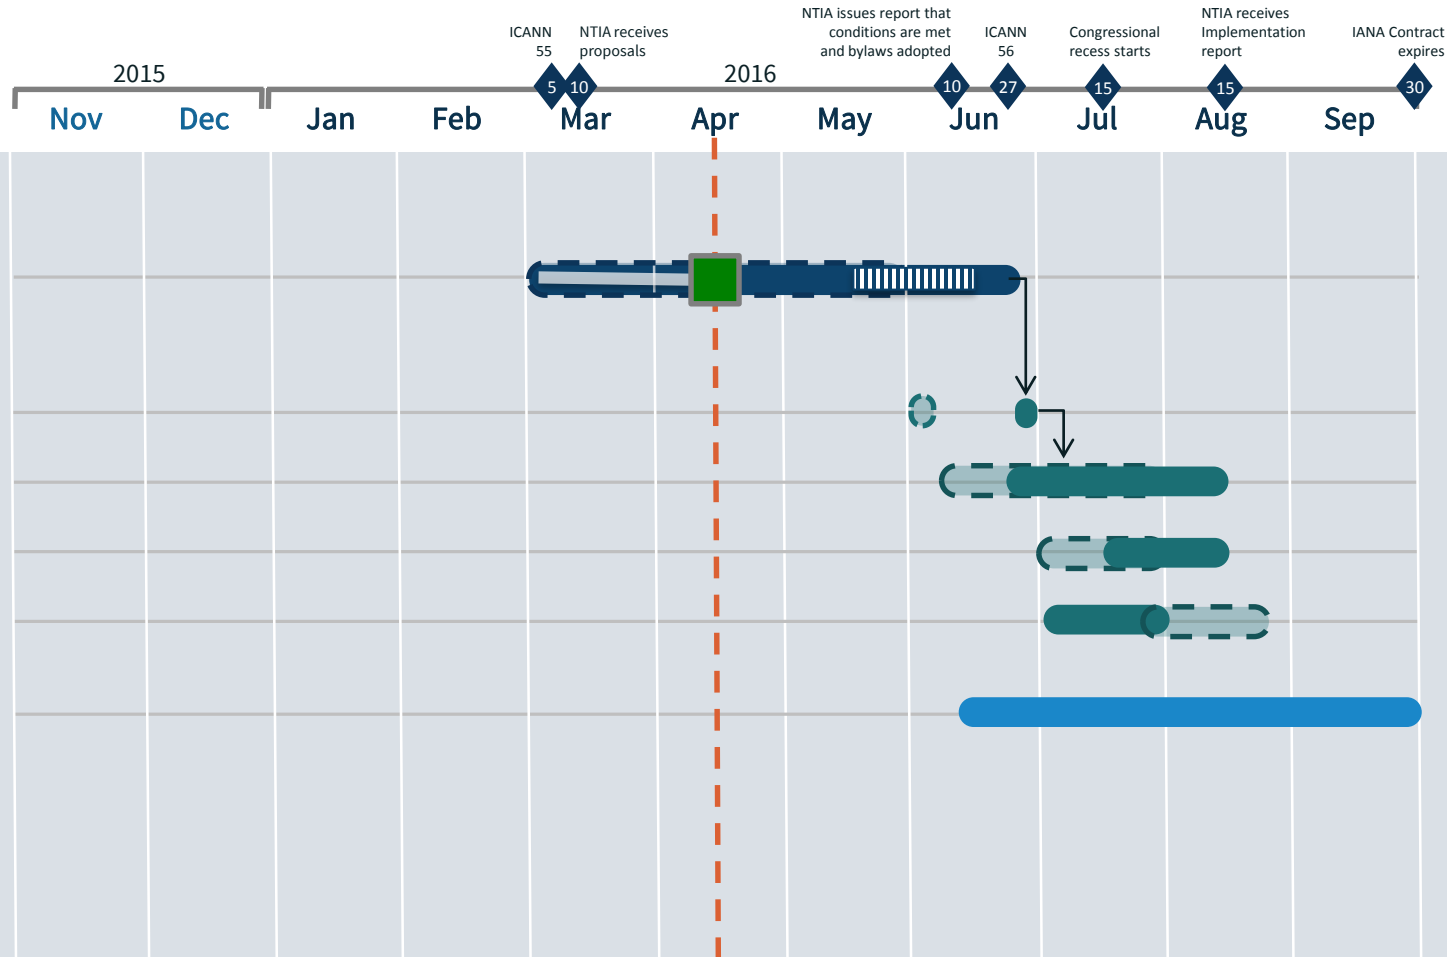 NTIA issues report that
conditions are met
and bylaws adopted
ICANN
55
NTIA receives
proposals
ICANN
56
Congressional
recess starts
NTIA receives
Implementation
report
IANA Contract
expires
2015
2016
5
10
10
27
15
15
30
Nov
Dec
Jan
Feb
Mar
Apr
May
Jun
Jul
Aug
Sep